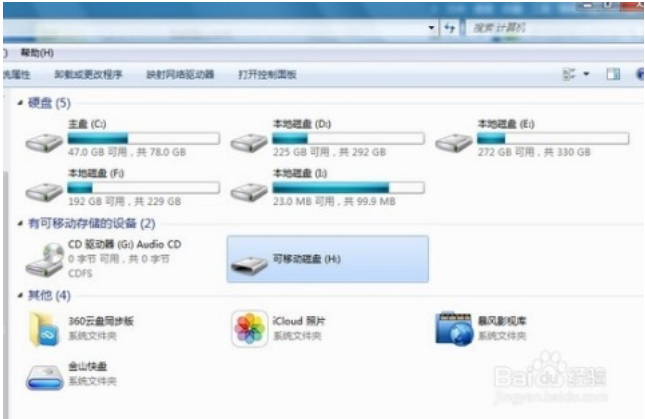 搜索计算机
) 帮助(H)
统属性 卸载或更改程序 映射网络驱动器 打开控制面板
硬盘 (5)
主盘 (C:)
47.0 GB 可用，共 78.0 GB
本地磁盘 (D:)
225 GB 可用，共 292 GB
本地磁盘 (E:)
272 GB 可用，共 330 GB
本地磁盘 (F:)
192 GB 可用，共 229 GB
本地磁盘 (I:)
23.0 MB 可用，共 99.9 MB
有可移动存储的设备 (2)
CD 驱动器 (G:) Audio CD
0 字节 可用，共 0 字节
CDFS
可移动磁盘 (H:)
其他 (4)
360云盘同步版
系统文件夹
iCloud 照片
系统文件夹
暴风影视库
系统文件夹
金山快盘
系统文件夹
Baidu 经验
jingyan.baidu.com